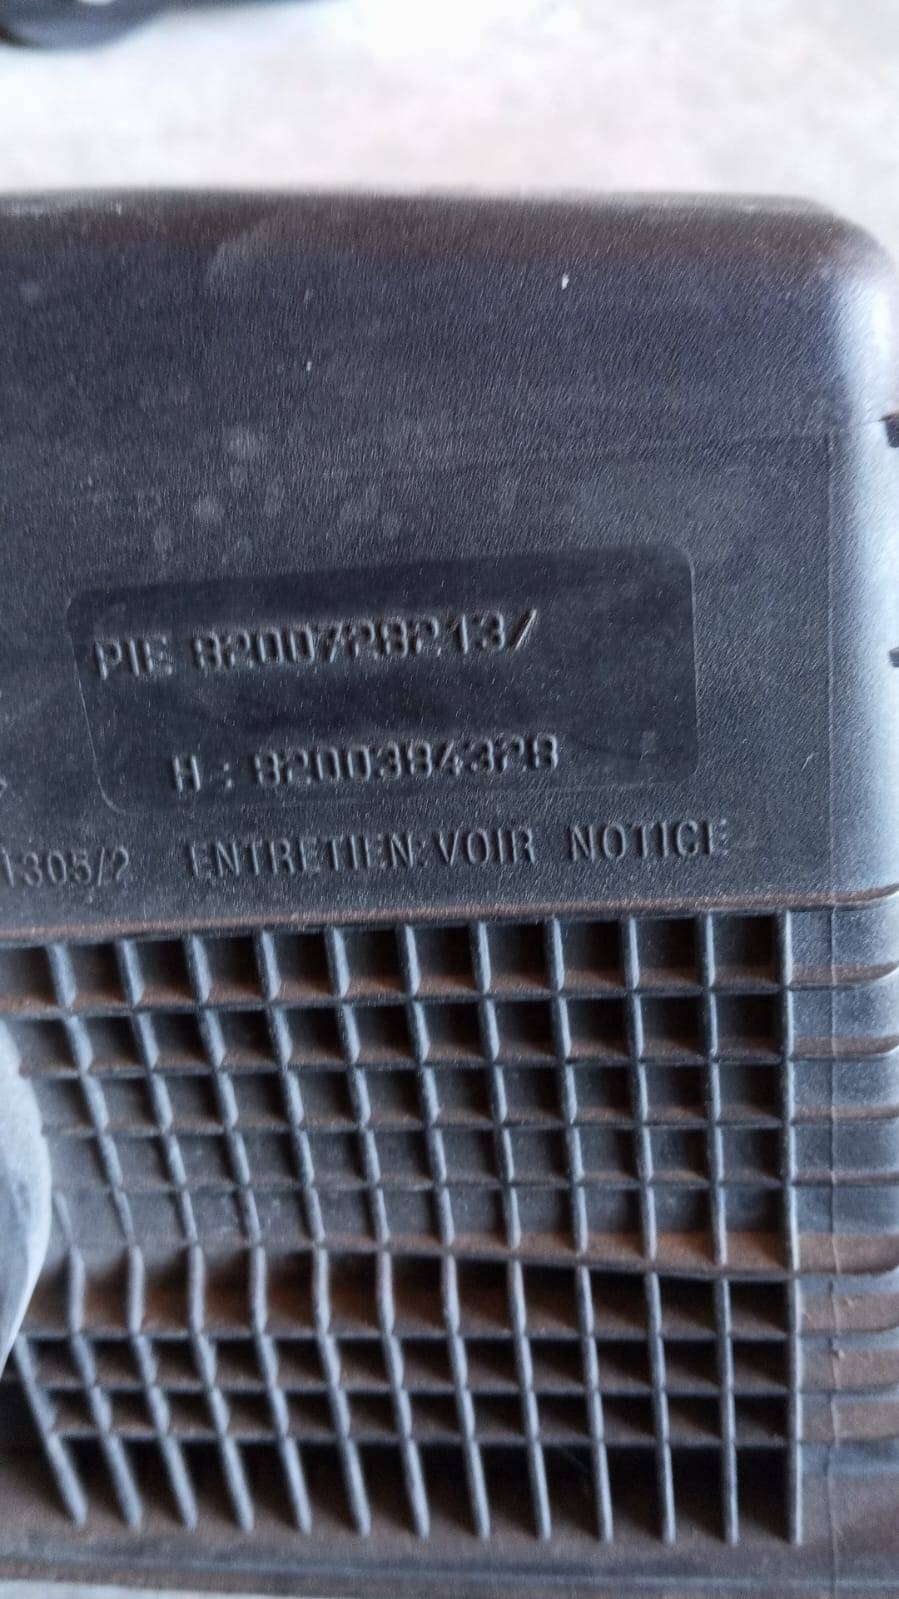 PIE 8200728213/
H : 8200384328
1305/2 ENTRETIEN: VOIR NOTICE